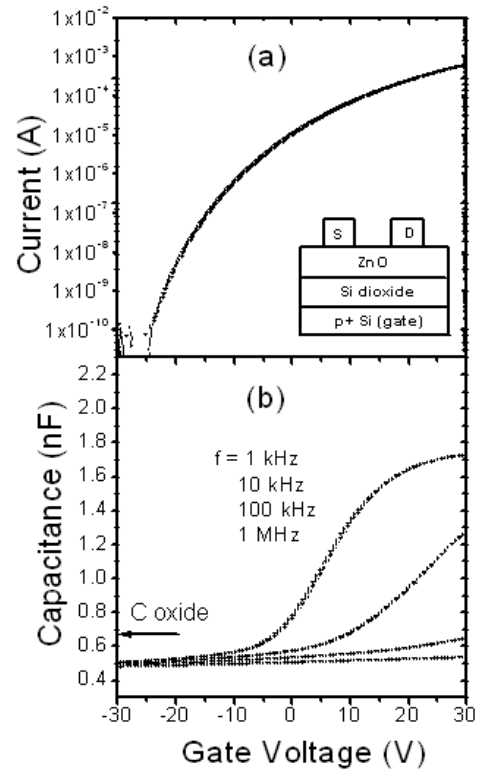 (a)
1x10⁻²
1x10⁻³
1x10⁻⁴
1x10⁻⁵
1x10⁻⁶
1x10⁻⁷
1x10⁻⁸
1x10⁻⁹
1x10⁻¹⁰
Current (A)
S D
ZnO
Si dioxide
p+ Si (gate)
(b)
2.2
2.0
1.8
1.6
1.4
1.2
1.0
0.8
0.6
0.4
Capacitance (nF)
f = 1 kHz
10 kHz
100 kHz
1 MHz
C oxide
-30 -20 -10 0 10 20 30
Gate Voltage (V)